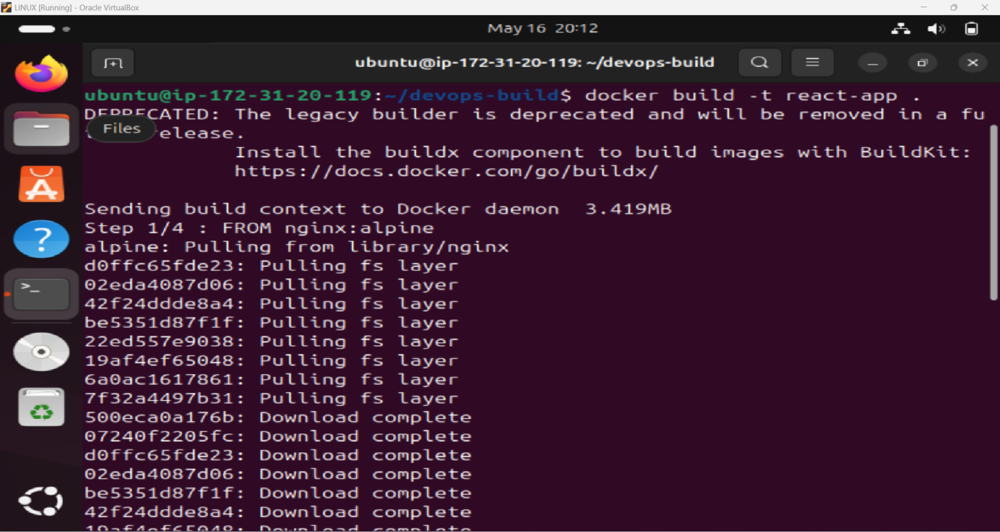 LINUX [Running] - Oracle VirtualBox
May 16 20:12
ubuntu@ip-172-31-20-119: ~/devops-build
ubuntu@ip-172-31-20-119:~/devops-build$ docker build -t react-app .
DEPRECATED: The legacy builder is deprecated and will be removed in a fu
elease.
Files
Install the buildx component to build images with BuildKit:
https://docs.docker.com/go/buildx/
Sending build context to Docker daemon 3.419MB
Step 1/4 : FROM nginx:alpine
alpine: Pulling from library/nginx
d0ffc65fde23: Pulling fs layer
02eda4087d06: Pulling fs layer
42f24ddde8a4: Pulling fs layer
be5351d87f1f: Pulling fs layer
22ed557e9038: Pulling fs layer
19af4ef65048: Pulling fs layer
6a0ac1617861: Pulling fs layer
7f32a4497b31: Pulling fs layer
500eca0a176b: Download complete
07240f2205fc: Download complete
d0ffc65fde23: Download complete
02eda4087d06: Download complete
be5351d87f1f: Download complete
42f24ddde8a4: Download complete
19af4ef65048: Download complete